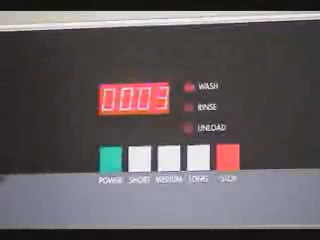 0003
WASH
RINSE
UNLOAD
POWER SHORT MEDIUM LONG STOP